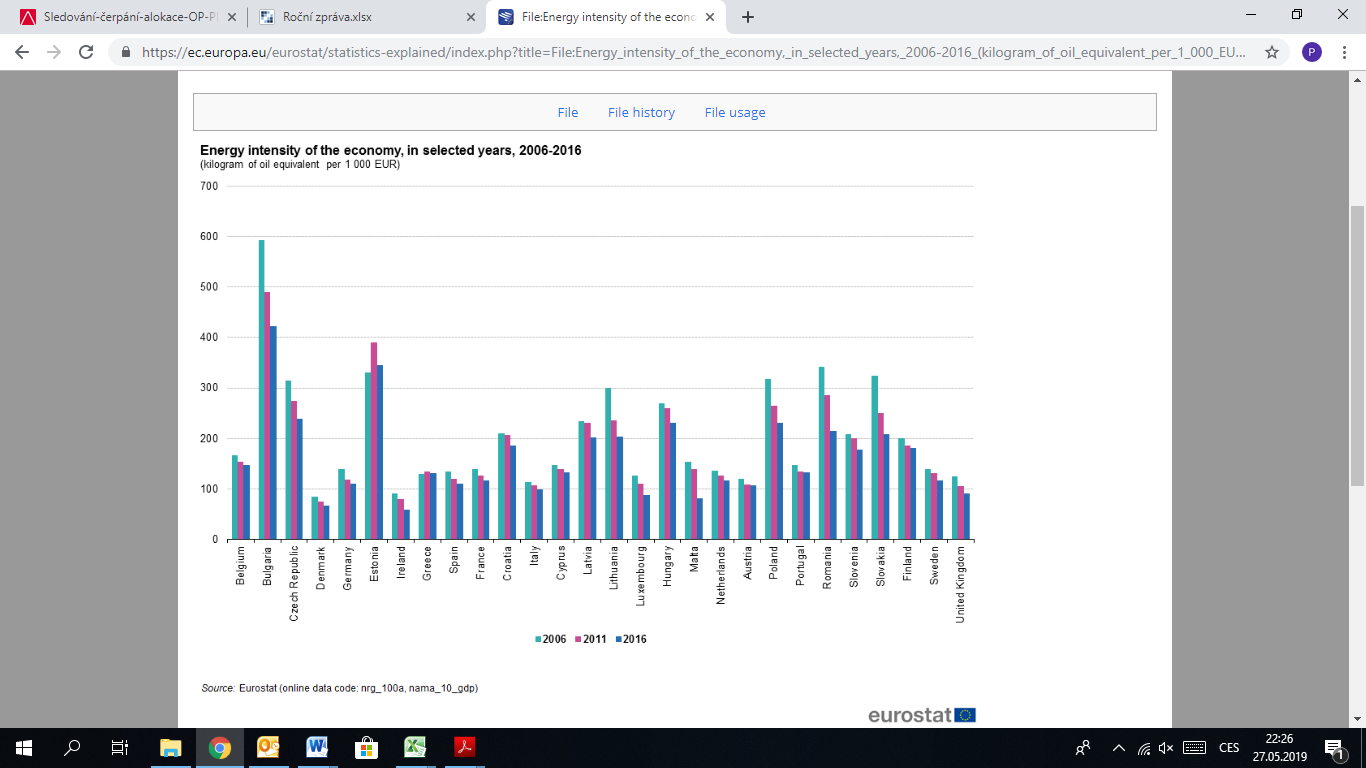 Sledování-čerpání-alokace-OP-PI
Roční zpráva.xlsx
File:Energy intensity of the econo
https://ec.europa.eu/eurostat/statistics-explained/index.php?title=File:Energy_intensity_of_the_economy,_in_selected_years,_2006-2016_(kilogram_of_oil_equivalent_per_1_000_EU...
P
File File history File usage
Energy intensity of the economy, in selected years, 2006-2016
(kilogram of oil equivalent per 1 000 EUR)
700
600
500
400
300
200
100
0
Belgium
Bulgaria
Czech Republic
Denmark
Germany
Estonia
Ireland
Greece
Spain
France
Croatia
Italy
Cyprus
Latvia
Lithuania
Luxembourg
Hungary
Malta
Netherlands
Austria
Poland
Portugal
Romania
Slovenia
Slovakia
Finland
Sweden
United Kingdom
2006 2011 2016
Source: Eurostat (online data code: nrg_100a, nama_10_gdp)
eurostat
CES
22:26
27.05.2019
1